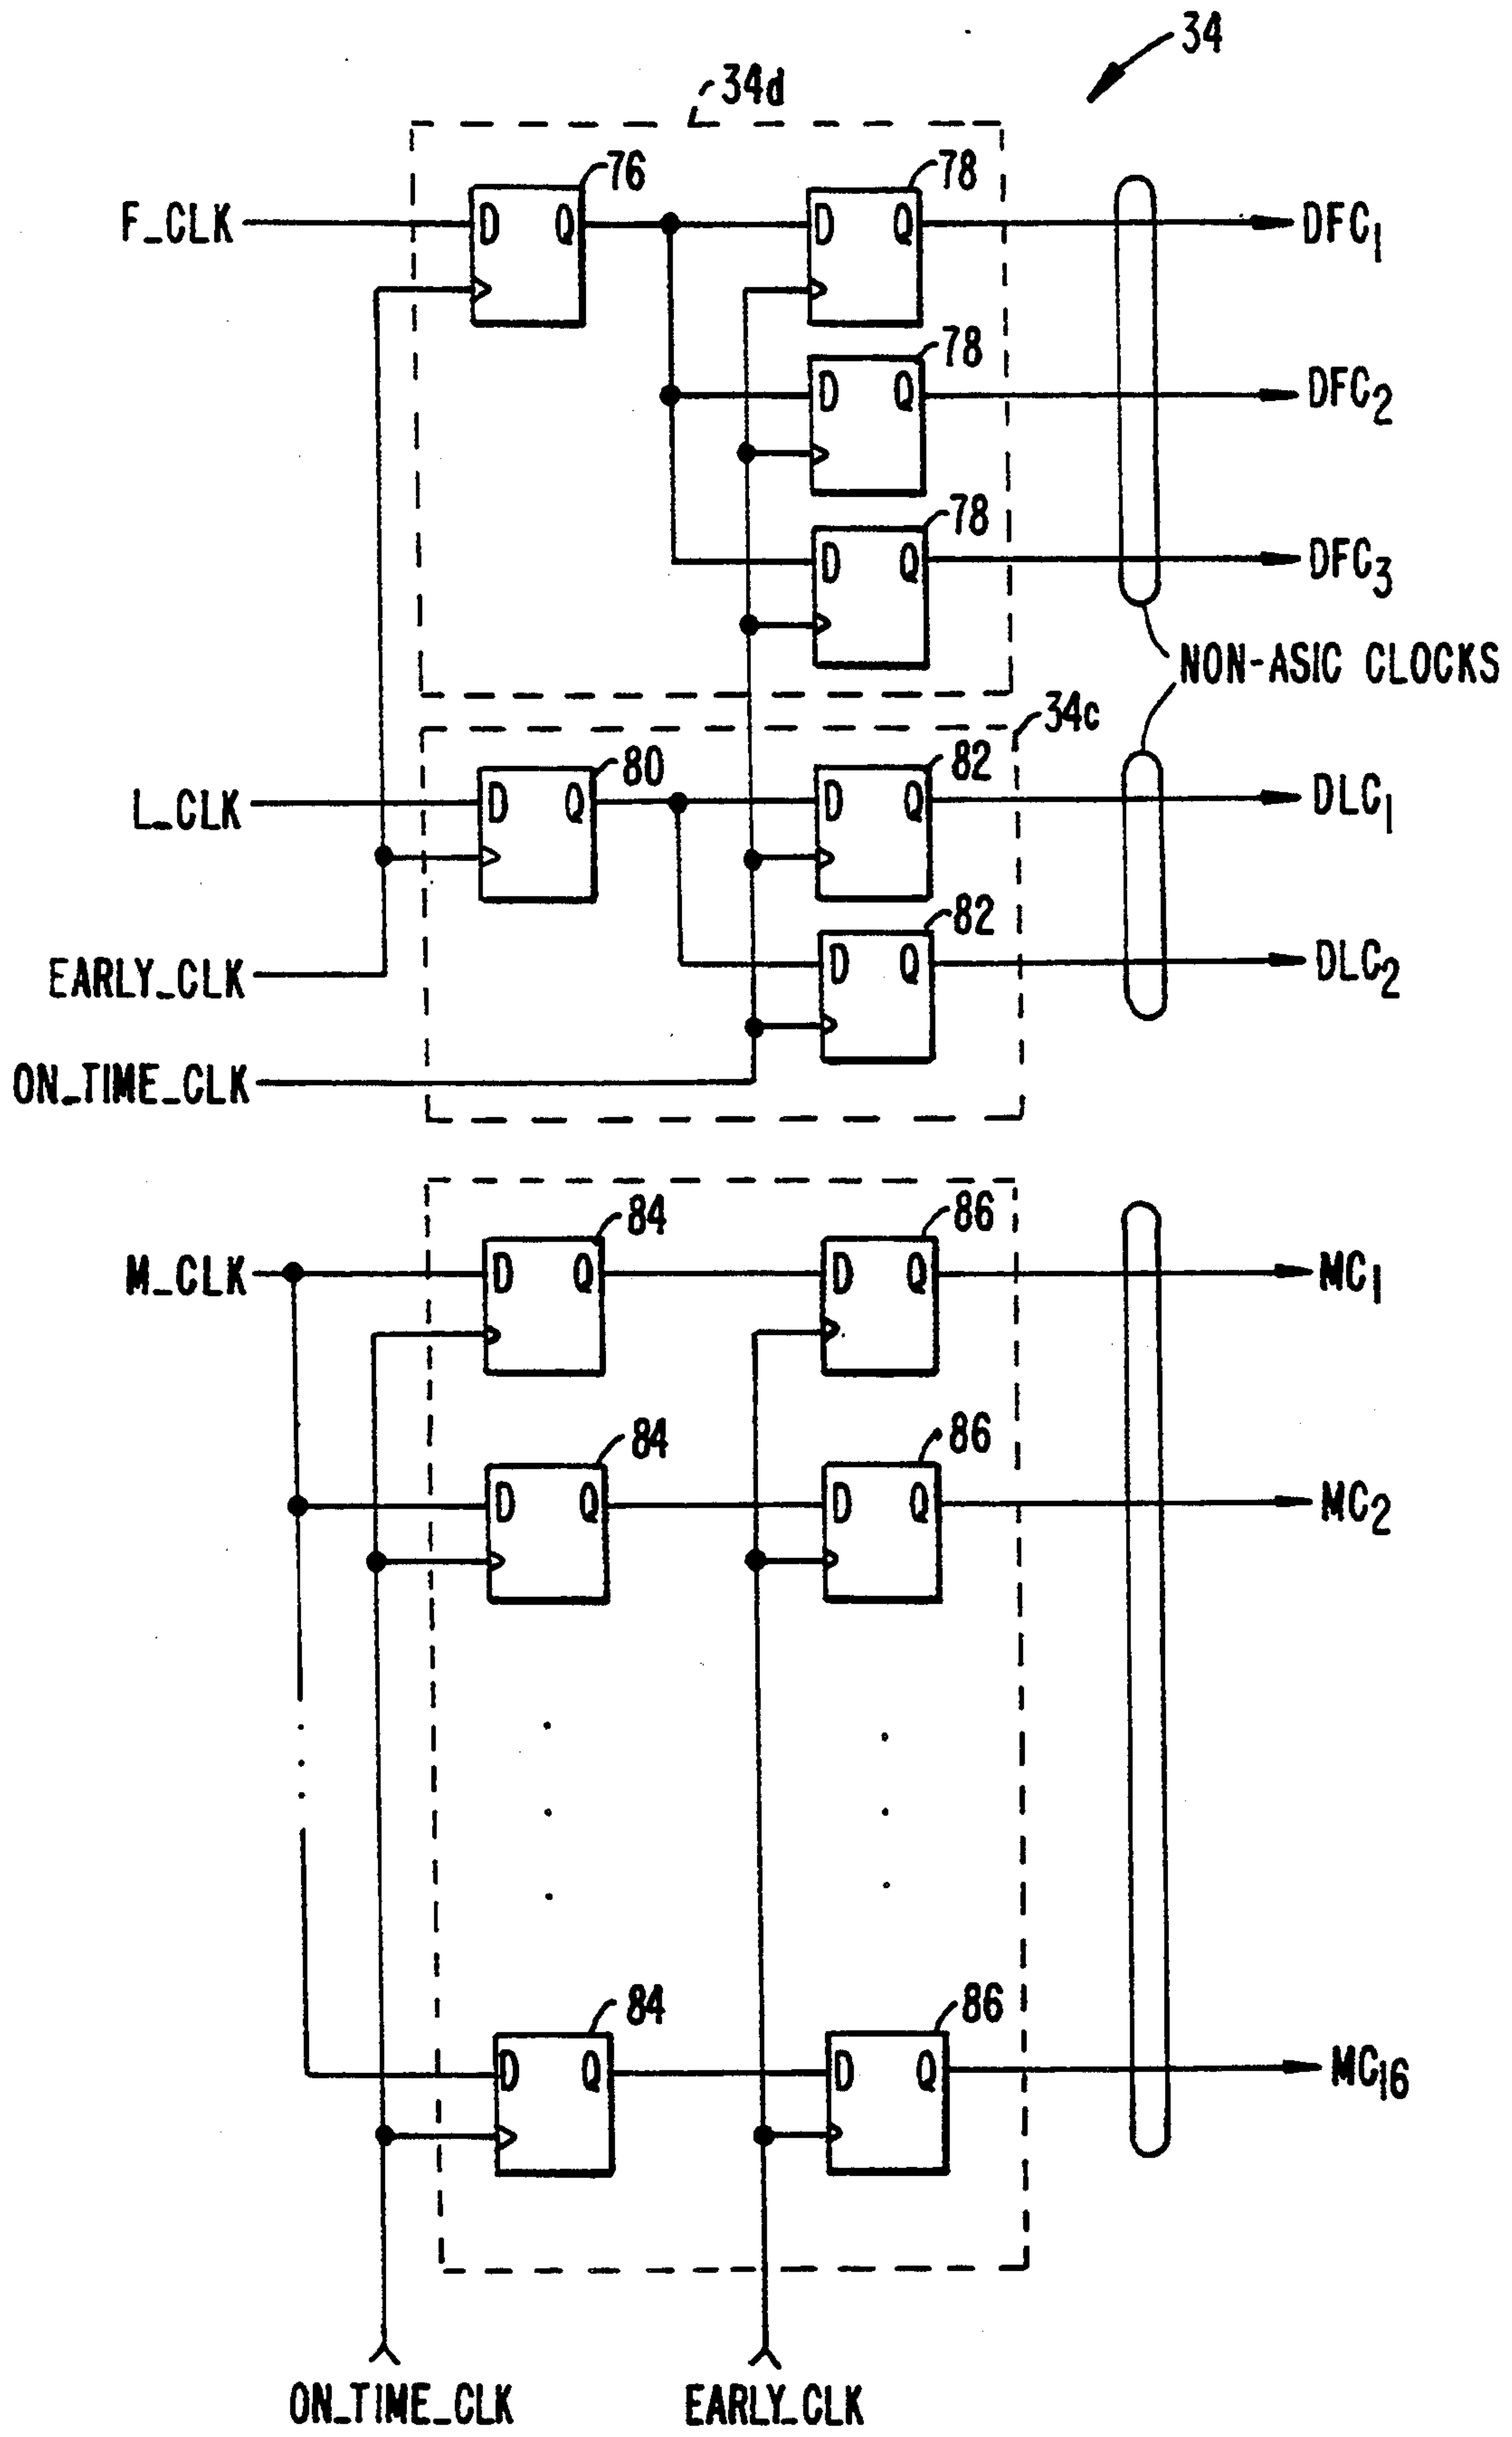 34
34d
76
78
F_CLK
D Q
D Q
DFC1
78
D Q
DFC2
78
D Q
DFC3
NON-ASIC CLOCKS
34c
80
82
L_CLK
D Q
D Q
DLC1
82
EARLY_CLK
D Q
DLC2
ON_TIME_CLK
84
86
M_CLK
D Q
D Q
MC1
84
86
D Q
D Q
MC2
84
86
D Q
D Q
MC16
ON_TIME_CLK
EARLY_CLK